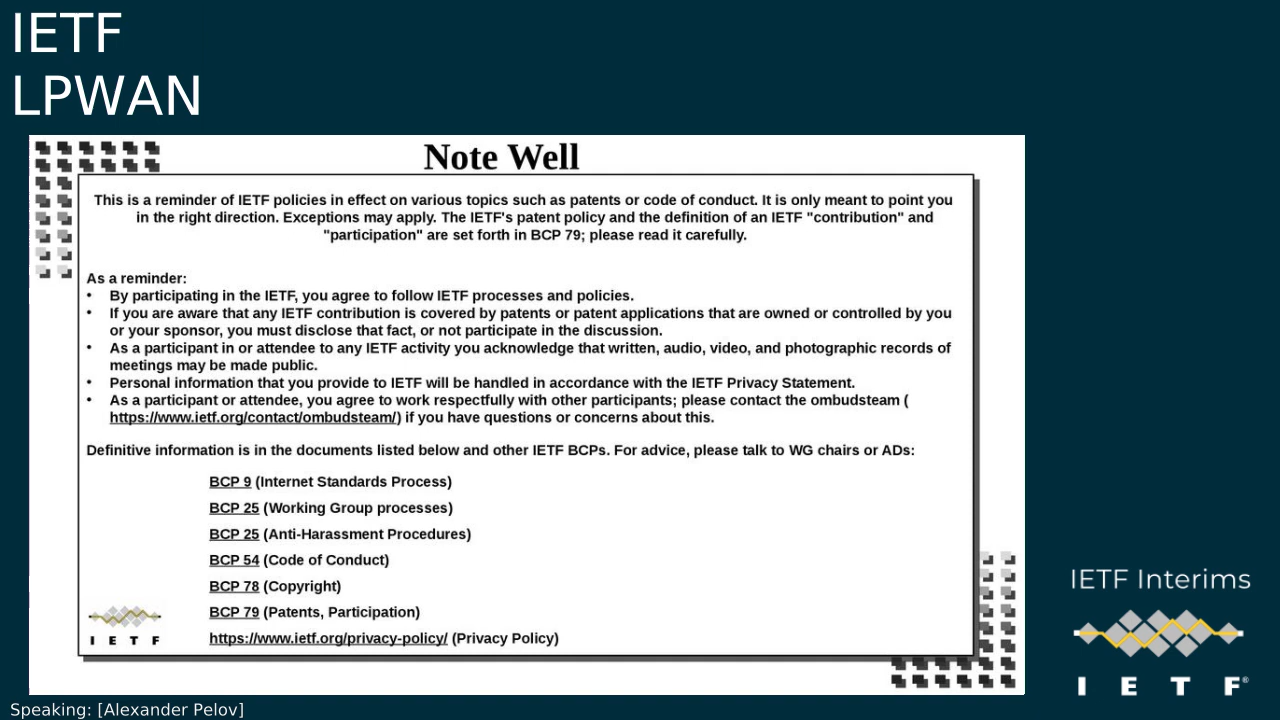 IETF
LPWAN
Note Well
This is a reminder of IETF policies in effect on various topics such as patents or code of conduct. It is only meant to point you
in the right direction. Exceptions may apply. The IETF's patent policy and the definition of an IETF "contribution" and
"participation" are set forth in BCP 79; please read it carefully.
As a reminder:
• By participating in the IETF, you agree to follow IETF processes and policies.
• If you are aware that any IETF contribution is covered by patents or patent applications that are owned or controlled by you
or your sponsor, you must disclose that fact, or not participate in the discussion.
• As a participant in or attendee to any IETF activity you acknowledge that written, audio, video, and photographic records of
meetings may be made public.
• Personal information that you provide to IETF will be handled in accordance with the IETF Privacy Statement.
• As a participant or attendee, you agree to work respectfully with other participants; please contact the ombudsteam (
https://www.ietf.org/contact/ombudsteam/) if you have questions or concerns about this.
Definitive information is in the documents listed below and other IETF BCPs. For advice, please talk to WG chairs or ADs:
BCP 9 (Internet Standards Process)
BCP 25 (Working Group processes)
BCP 25 (Anti-Harassment Procedures)
BCP 54 (Code of Conduct)
BCP 78 (Copyright)
BCP 79 (Patents, Participation)
https://www.ietf.org/privacy-policy/ (Privacy Policy)
I E T F
IETF Interims
I E T F®
Speaking: [Alexander Pelov]